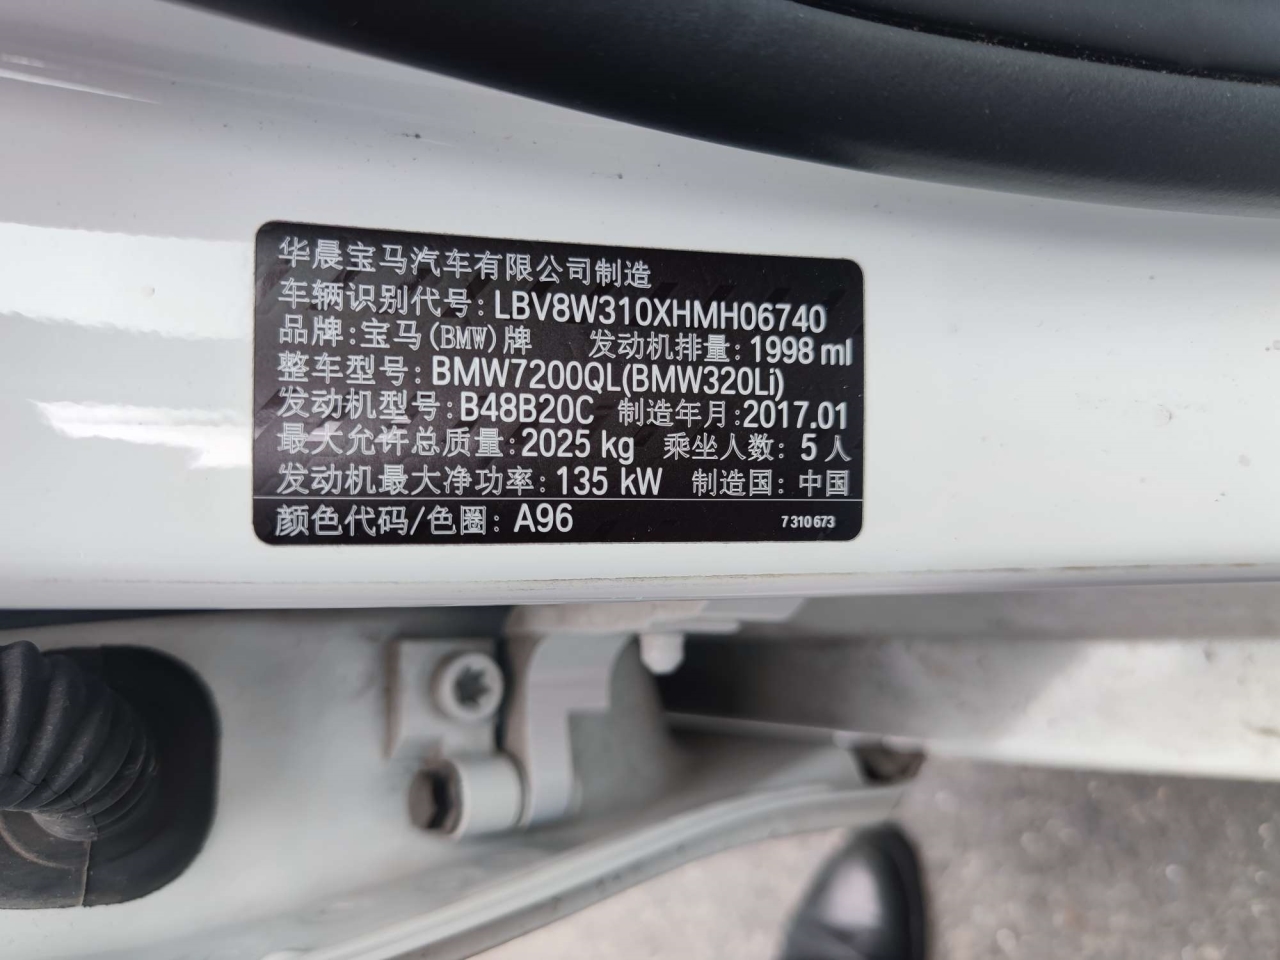 华晨宝马汽车有限公司制造
车辆识别代号: LBV8W310XHMH06740
品牌:宝马(BMW)牌 发动机排量: 1998 ml
整车型号: BMW7200QL(BMW320Li)
发动机型号: B48B20C 制造年月:2017.01
最大允许总质量: 2025 kg 乘坐人数: 5 人
发动机最大净功率: 135 kW 制造国: 中国
颜色代码/色圈: A96 7 310 673